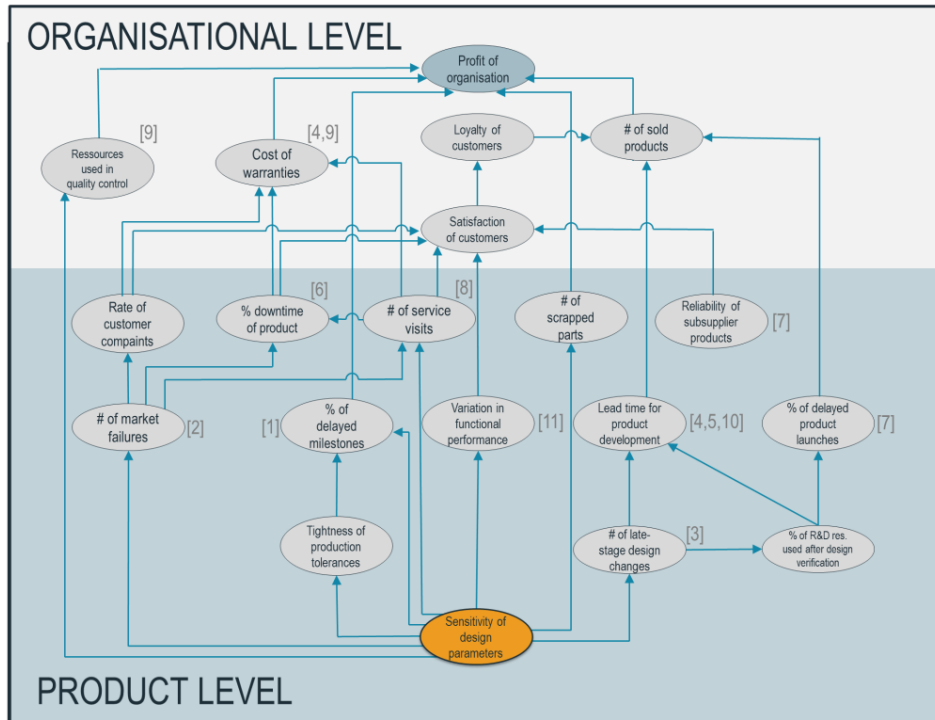 ORGANISATIONAL LEVEL
Profit of
organisation
[9]
Ressources
used in
quality control
[4,9]
Cost of
warranties
Loyalty of
customers
# of sold
products
Satisfaction
of customers
Rate of
customer
compaints
[6]
% downtime
of product
[8]
# of service
visits
# of
scrapped
parts
Reliability of
subsupplier
products
[7]
# of market
failures
[2]
[1]
% of
delayed
milestones
Variation in
functional
performance
[11]
Lead time for
product
development
[4,5,10]
% of delayed
product
launches
[7]
Tightness of
production
tolerances
# of late-
stage design
changes
[3]
% of R&D res.
used after design
verification
Sensitivity of
design
parameters
PRODUCT LEVEL